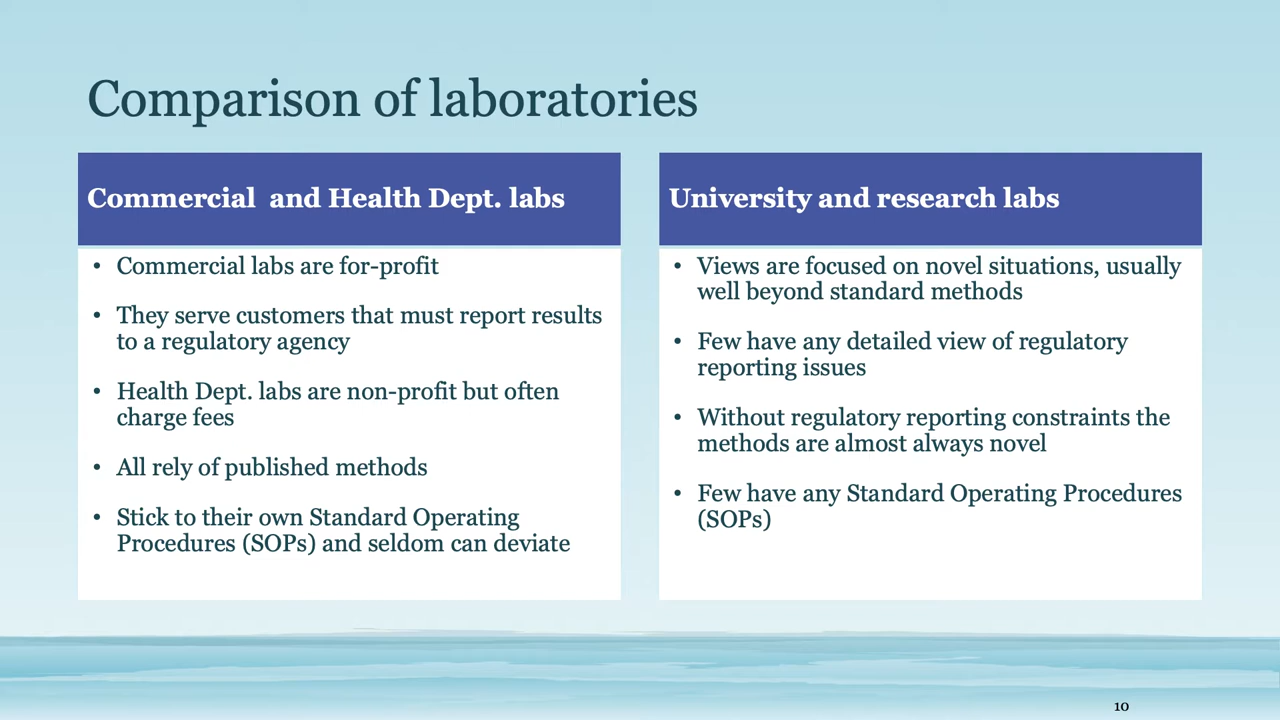 Comparison of laboratories
Commercial  and Health Dept. labs
• Commercial labs are for-profit
• They serve customers that must report results
to a regulatory agency
• Health Dept. labs are non-profit but often
charge fees
• All rely of published methods
• Stick to their own Standard Operating
Procedures (SOPs) and seldom can deviate
University and research labs
• Views are focused on novel situations, usually
well beyond standard methods
• Few have any detailed view of regulatory
reporting issues
• Without regulatory reporting constraints the
methods are almost always novel
• Few have any Standard Operating Procedures
(SOPs)
10